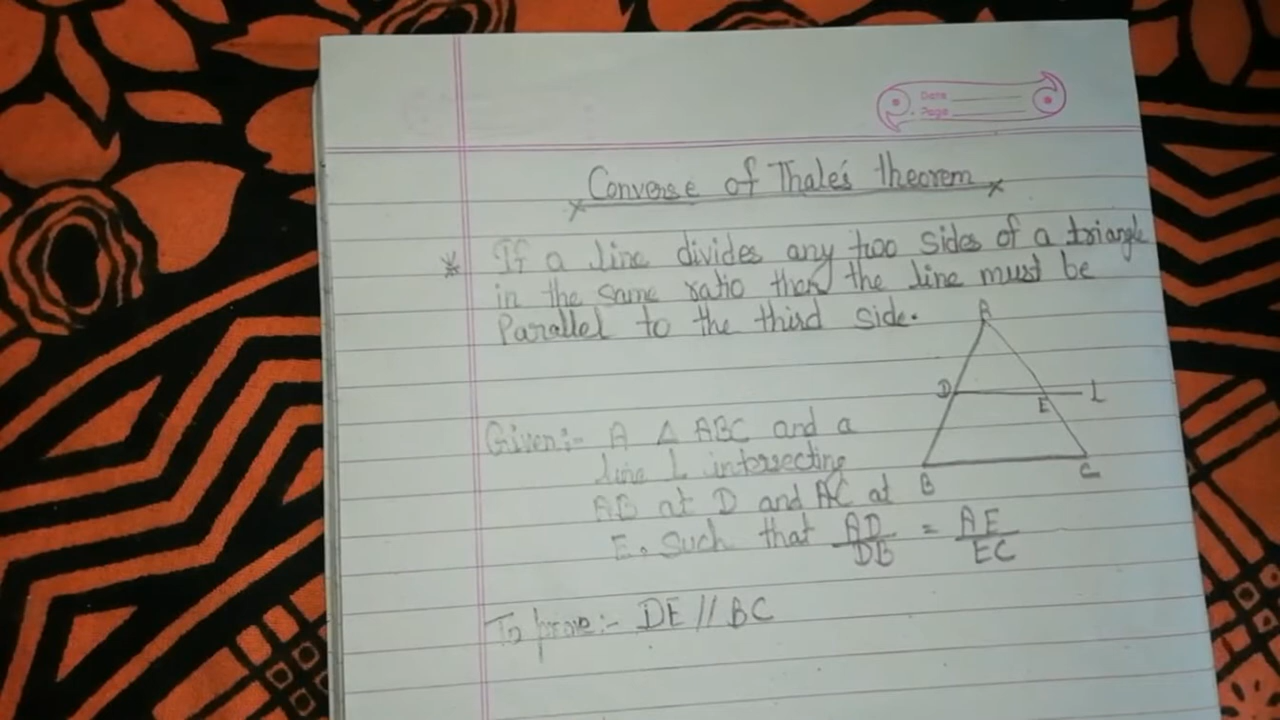 Date
Page
Converse of Thale's theorem
If a line divides any two sides of a triangle
in the same ratio then the line must be
Parallel to the third side.
A
D
E
L
B
C
Given:- A △ ABC and a
line L intersecting
AB at D and AC at
E. Such that AD/DB = AE/EC
To prove:- DE // BC